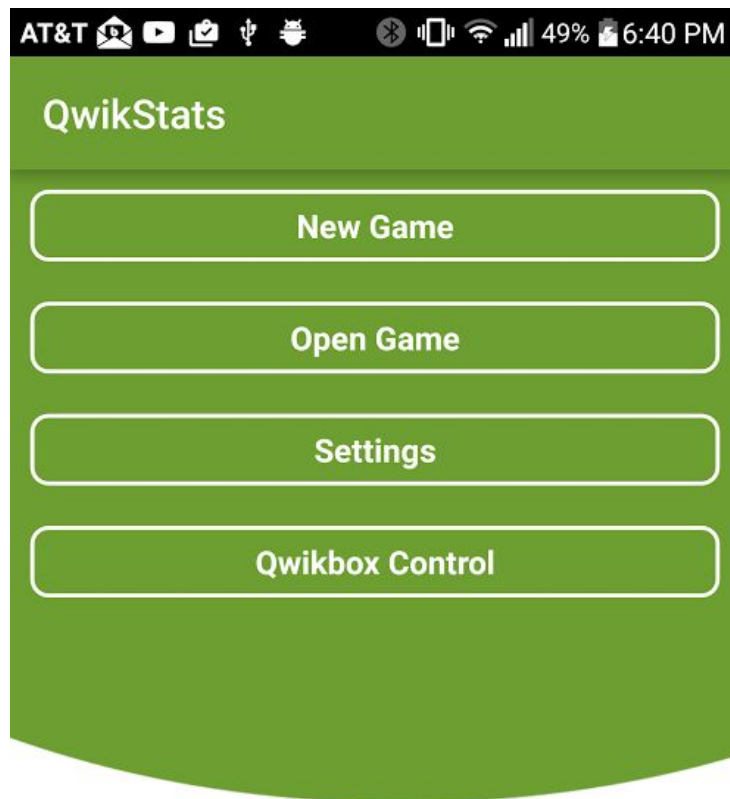 AT&T 49% 6:40 PM
QwikStats
New Game
Open Game
Settings
Qwikbox Control